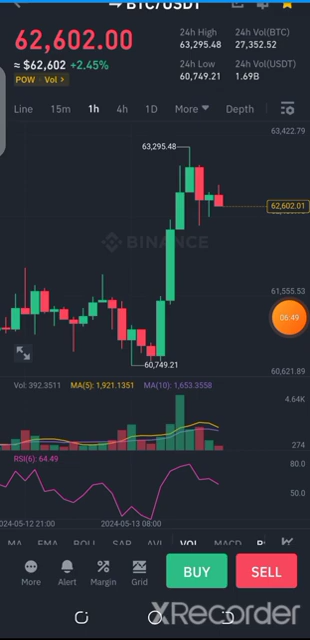 BTC/USDT
62,602.00
≈ $62,602 +2.45%
POW Vol >
24h High 24h Vol(BTC)
63,295.48 27,352.52
24h Low 24h Vol(USDT)
60,749.21 1.69B
Line 15m 1h 4h 1D More Depth
63,422.79
63,295.48
62,602.01
BINANCE
61,555.53
06:49
60,749.21
60,621.89
Vol: 392.3511 MA(5): 1,921.1351 MA(10): 1,653.3558
4.64K
274
RSI(6): 64.49
80.0
50.0
2024-05-12 21:00 2024-05-13 08:00
MA EMA BOLL SAR AVL VOL MACD
More Alert Margin Grid BUY SELL
XRecorder